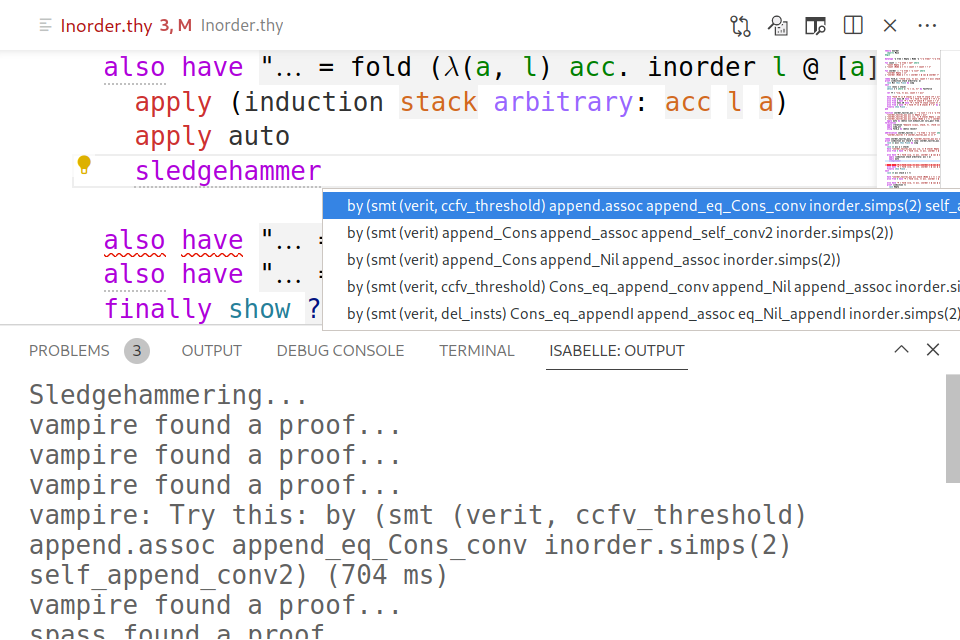 Inorder.thy 3, M Inorder.thy
also have "… = fold (λ(a, l) acc. inorder l @ [a]
apply (induction stack arbitrary: acc l a)
apply auto
sledgehammer
by (smt (verit, ccfv_threshold) append.assoc append_eq_Cons_conv inorder.simps(2) self_a
by (smt (verit) append_Cons append_assoc append_self_conv2 inorder.simps(2))
by (smt (verit) append_Cons append_Nil append_assoc inorder.simps(2))
by (smt (verit, ccfv_threshold) Cons_eq_append_conv append_Nil append_assoc inorder.si
by (smt (verit, del_insts) Cons_eq_appendI append_assoc eq_Nil_appendI inorder.simps(2)
also have "… =
also have "… =
finally show ?
PROBLEMS 3 OUTPUT DEBUG CONSOLE TERMINAL ISABELLE: OUTPUT
Sledgehammering...
vampire found a proof...
vampire found a proof...
vampire found a proof...
vampire: Try this: by (smt (verit, ccfv_threshold)
append.assoc append_eq_Cons_conv inorder.simps(2)
self_append_conv2) (704 ms)
vampire found a proof...
spass found a proof